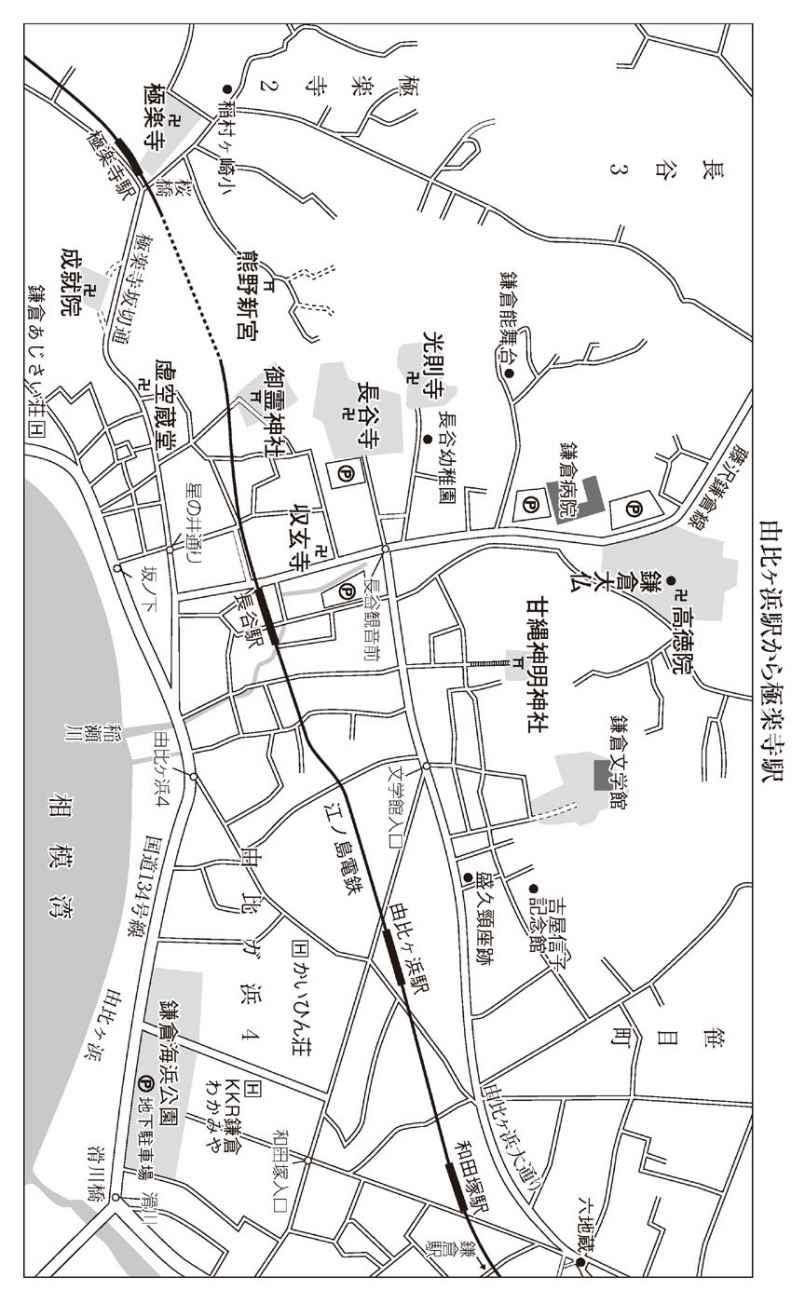 由比ヶ浜駅から極楽寺駅
長谷3
極楽寺2
稲村ヶ崎小
極楽寺
極楽寺駅
桜橋
熊野新宮
極楽寺坂切通
成就院
鎌倉あじさい荘 H
虚空蔵堂
御霊神社
長谷寺
光則寺
長谷幼稚園
鎌倉能舞台
鎌倉病院
P
P
P
P
藤沢鎌倉線
鎌倉大仏
高徳院
収玄寺
星の井通り
坂ノ下
長谷駅
長谷観音前
甘縄神明神社
鎌倉文学館
稲瀬川
由比ヶ浜4
文学館入口
江ノ島電鉄
盛久頸座跡
吉屋信子
記念館
相模湾
国道134号線
由比ガ浜4
由比ヶ浜駅
H かいひん荘
笹目町
由比ヶ浜
鎌倉海浜公園
P 地下駐車場
H KKR鎌倉
わかみや
和田塚入口
由比ヶ浜大通り
和田塚駅
六地蔵
鎌倉駅
滑川橋
滑川